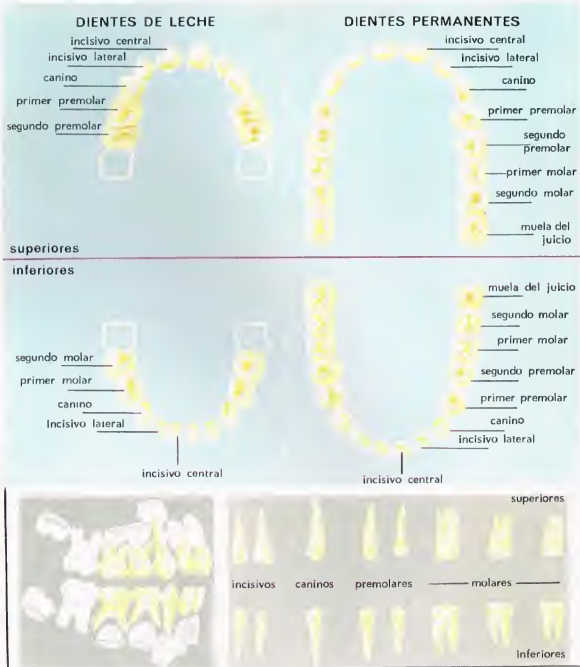 DIENTES DE LECHE
incisivo central
incisivo lateral
canino
primer premolar
segundo premolar
superiores
DIENTES PERMANENTES
incisivo central
incisivo lateral
canino
primer premolar
segundo
premolar
primer molar
segundo molar
muela del
juicio
inferiores
segundo molar
primer molar
canino
Incisivo lateral
incisivo central
muela del juicio
segundo molar
primer molar
segundo premolar
primer premolar
canino
incisivo lateral
incisivo central
superiores
incisivos caninos premolares molares
inferiores